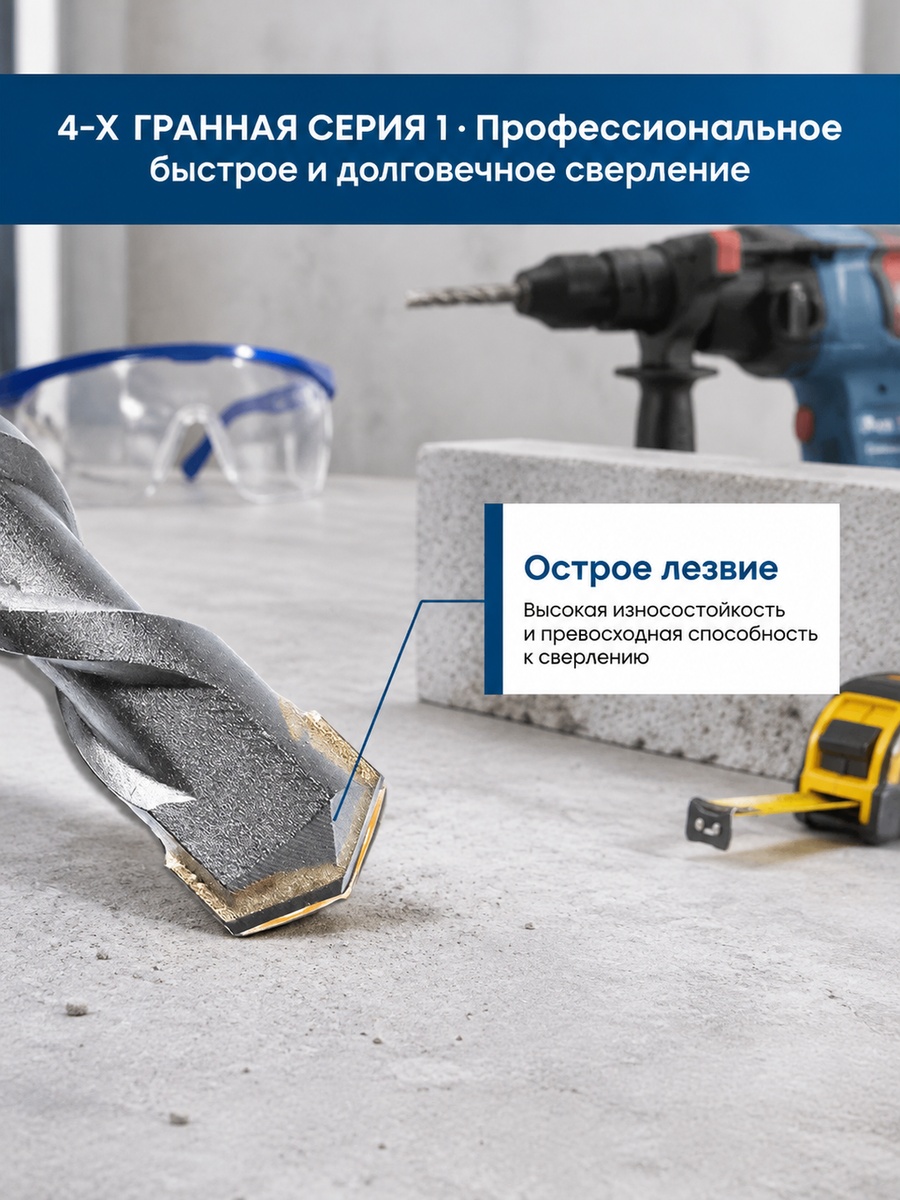 4-Х ГРАННАЯ СЕРИЯ 1 · Профессиональное
быстрое и долговечное сверление
Острое лезвие
Высокая износостойкость
и превосходная способность
к сверлению